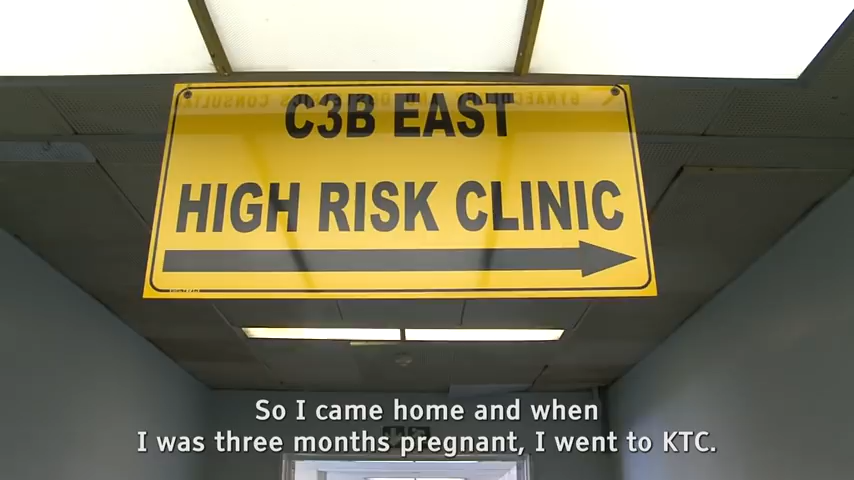 C3B EAST
HIGH RISK CLINIC
So I came home and when
I was three months pregnant, I went to KTC.